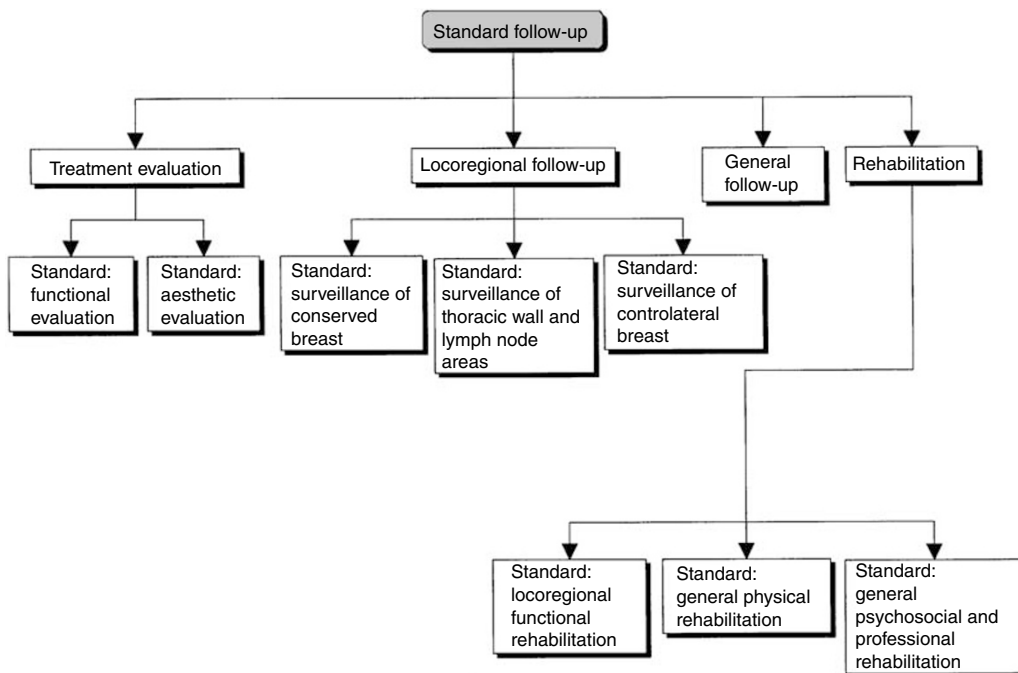 Standard follow-up
Treatment evaluation
Locoregional follow-up
General
follow-up
Rehabilitation
Standard:
functional
evaluation
Standard:
aesthetic
evaluation
Standard:
surveillance of
conserved
breast
Standard:
surveillance of
thoracic wall and
lymph node
areas
Standard:
surveillance of
controlateral
breast
Standard:
locoregional
functional
rehabilitation
Standard:
general physical
rehabilitation
Standard:
general
psychosocial and
professional
rehabilitation